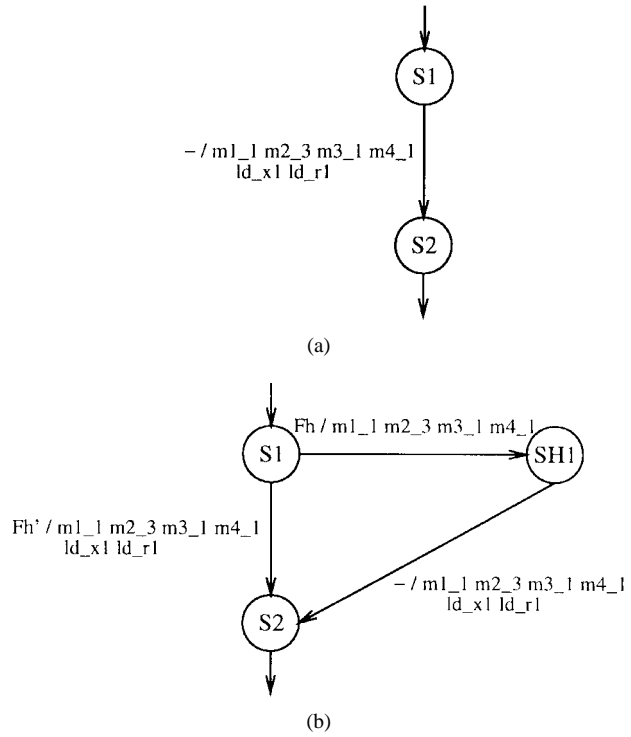 S1
– / m1_1 m2_3 m3_1 m4_1
ld_x1 ld_r1
S2
(a)
Fh / m1_1 m2_3 m3_1 m4_1
S1
SH1
Fh' / m1_1 m2_3 m3_1 m4_1
ld_x1 ld_r1
– / m1_1 m2_3 m3_1 m4_1
ld_x1 ld_r1
S2
(b)